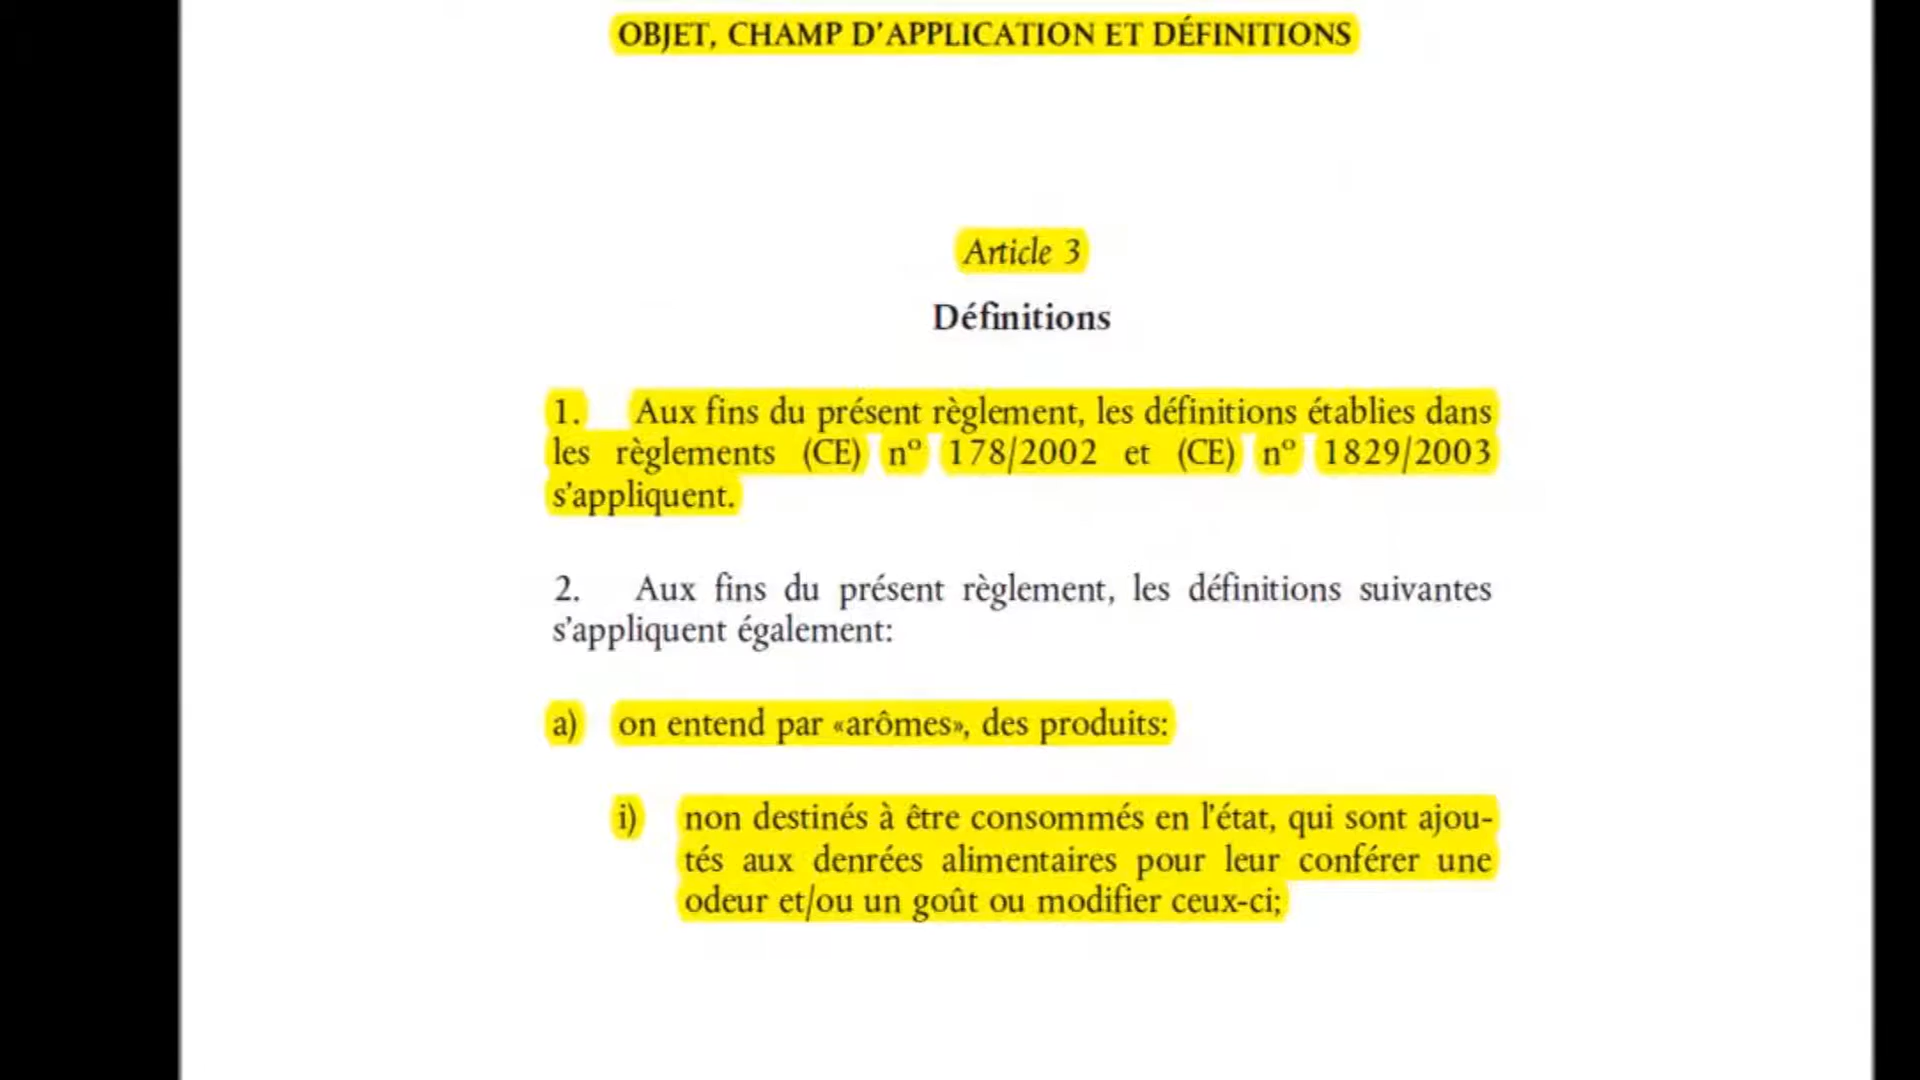 OBJET, CHAMP D'APPLICATION ET DÉFINITIONS
Article 3
Définitions
1. Aux fins du présent règlement, les définitions établies dans
les règlements (CE) nº 178/2002 et (CE) nº 1829/2003
s'appliquent.
2. Aux fins du présent règlement, les définitions suivantes
s'appliquent également:
a) on entend par «arômes», des produits:
i) non destinés à être consommés en l'état, qui sont ajou-
tés aux denrées alimentaires pour leur conférer une
odeur et/ou un goût ou modifier ceux-ci;